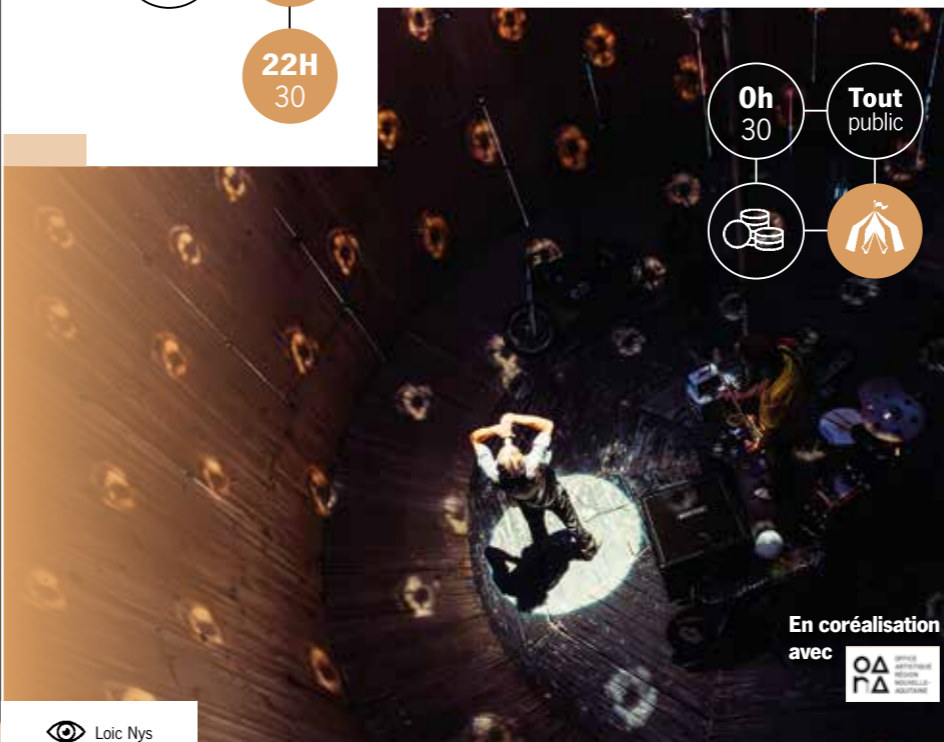 22H
30
0h
30
Tout
public
En coréalisation
avec
OFFICE
ARTISTIQUE
RÉGION
NOUVELLE-
AQUITAINE
Loic Nys